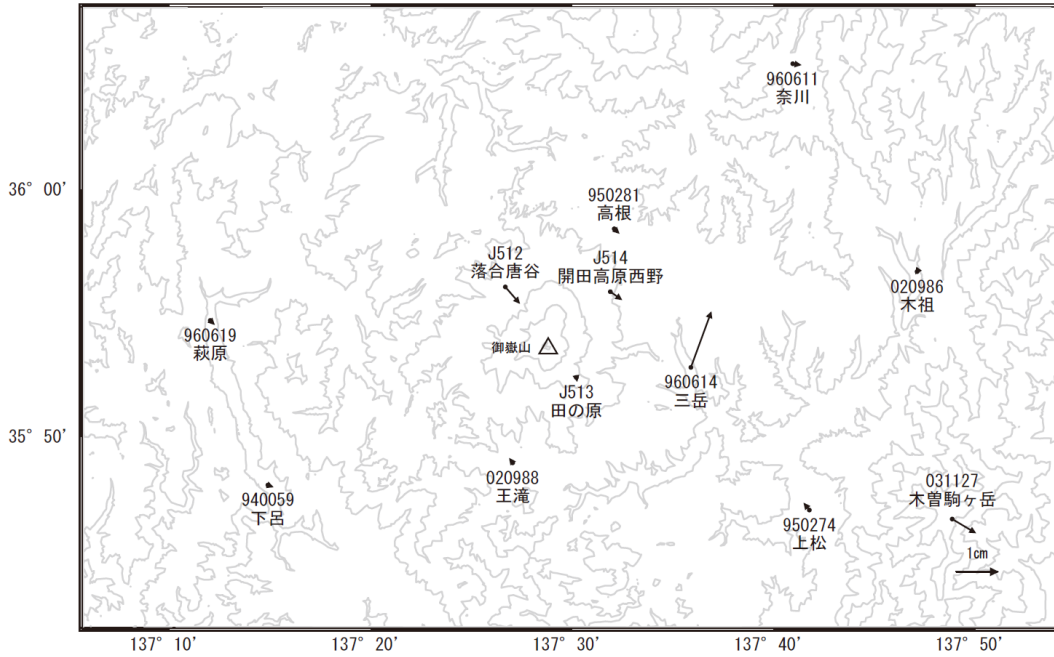 960611
奈川
36° 00′
950281
高根
J512
落合唐谷
J514
開田高原西野
020986
木祖
960619
萩原
御嶽山
960614
三岳
J513
田の原
35° 50′
020988
王滝
940059
下呂
031127
木曽駒ヶ岳
950274
上松
1cm
137° 10′
137° 20′
137° 30′
137° 40′
137° 50′